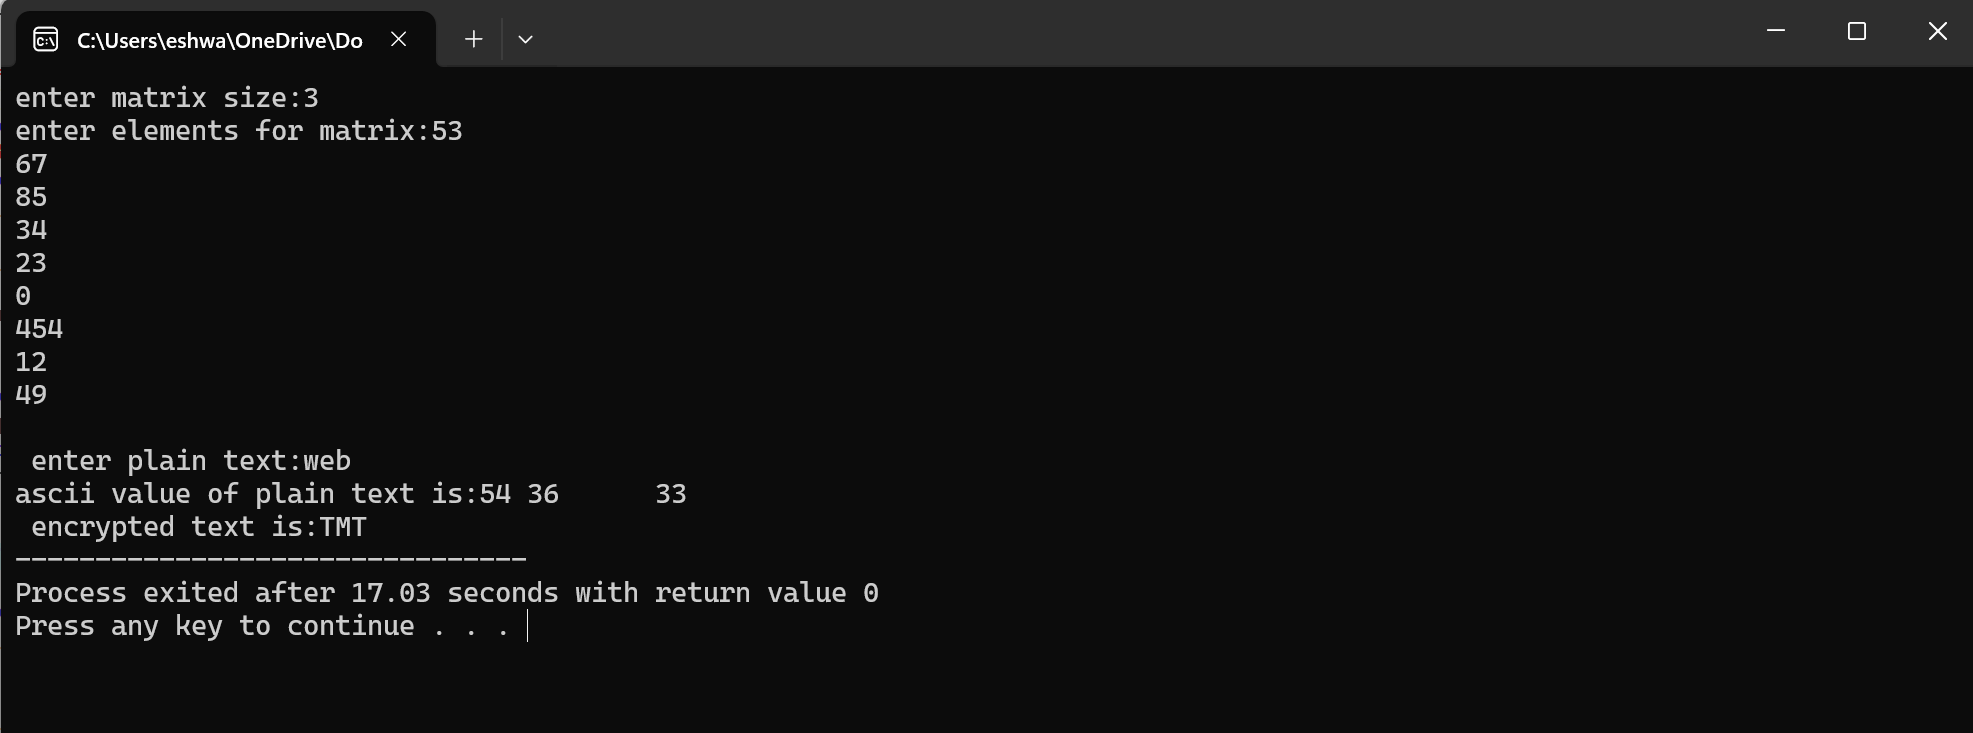 C:\Users\eshwa\OneDrive\Do
enter matrix size:3
enter elements for matrix:53
67
85
34
23
0
454
12
49
enter plain text:web
ascii value of plain text is:54 36      33
encrypted text is:TMT
--------------------------------
Process exited after 17.03 seconds with return value 0
Press any key to continue . . .